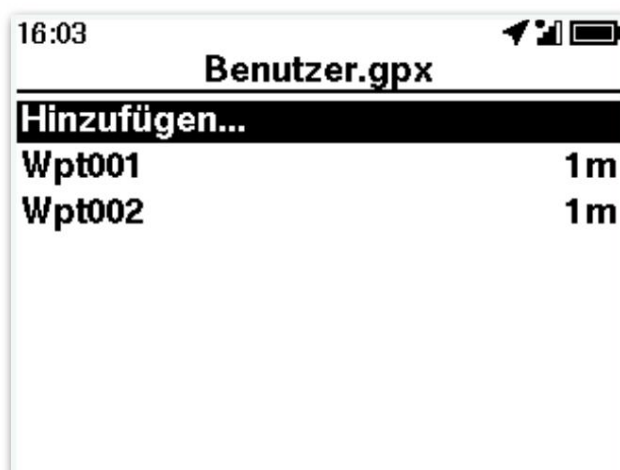 16:03
Benutzer.gpx
Hinzufügen...
Wpt001 1m
Wpt002 1m